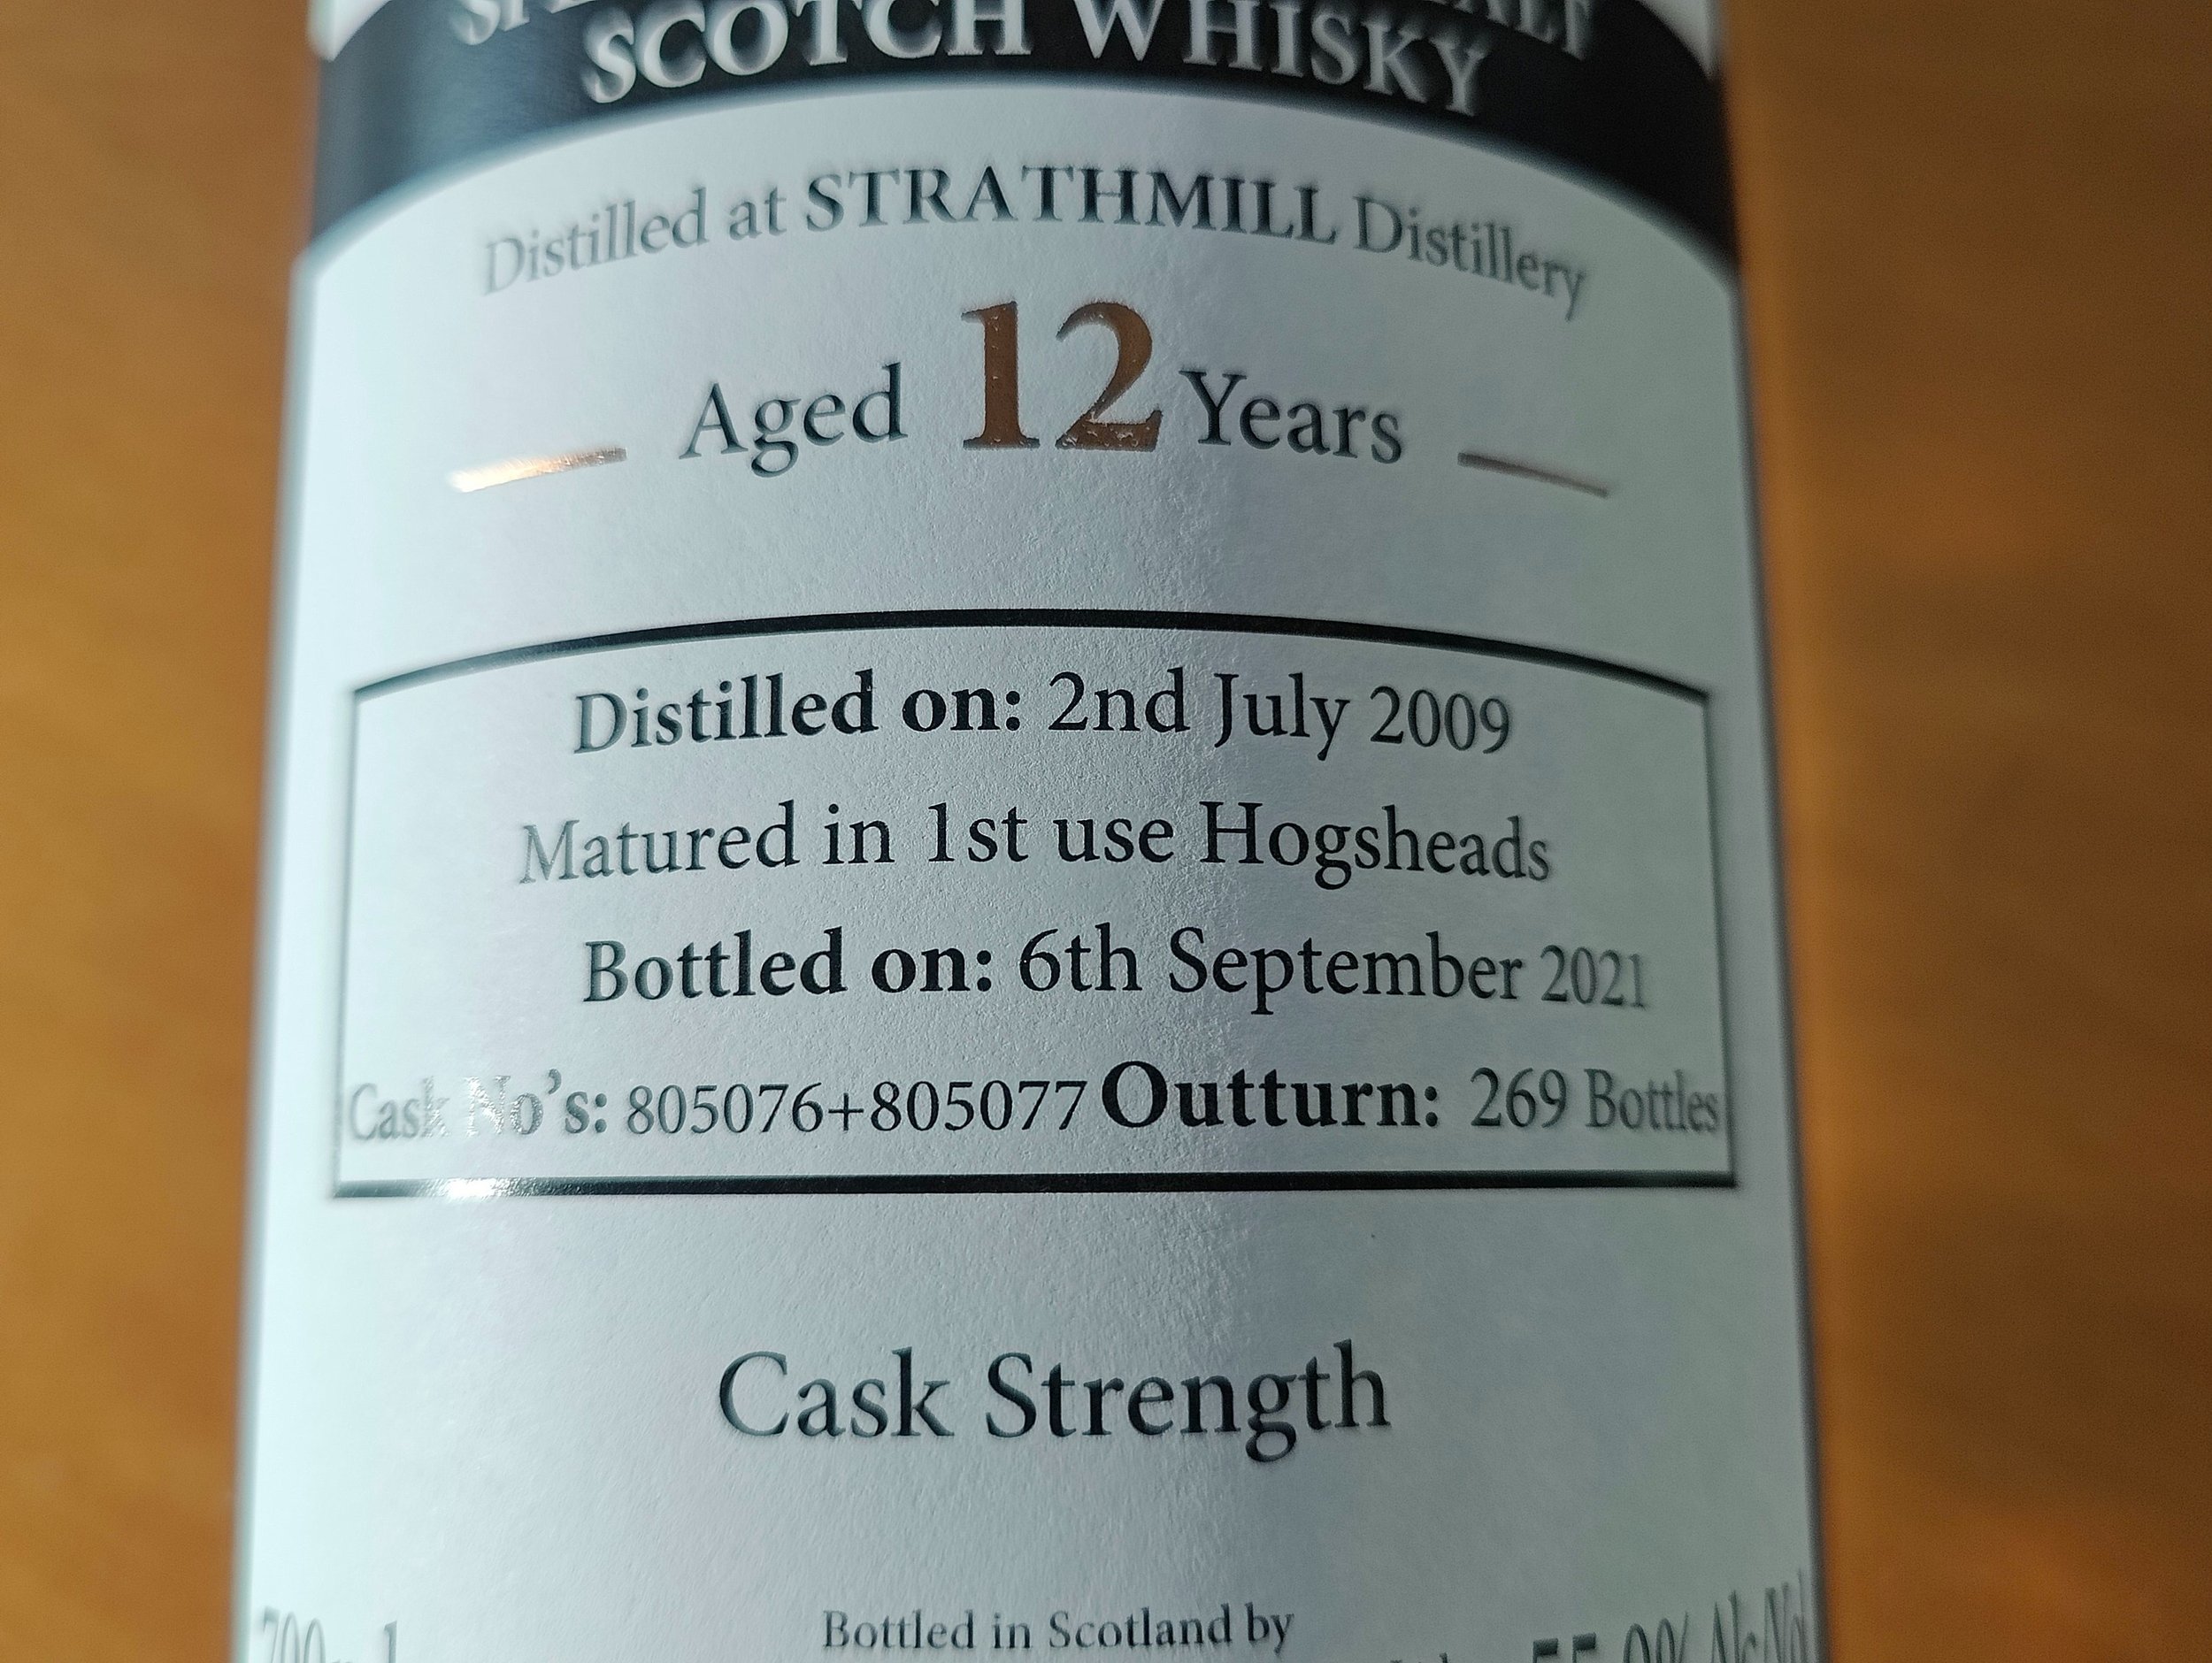 SCOTCH WHISKY
Distilled at STRATHMILL Distillery
Aged 12 Years
Distilled on: 2nd July 2009
Matured in 1st use Hogsheads
Bottled on: 6th September 2021
Cask No's: 805076+805077 Outturn: 269 Bottles
Cask Strength
Bottled in Scotland by